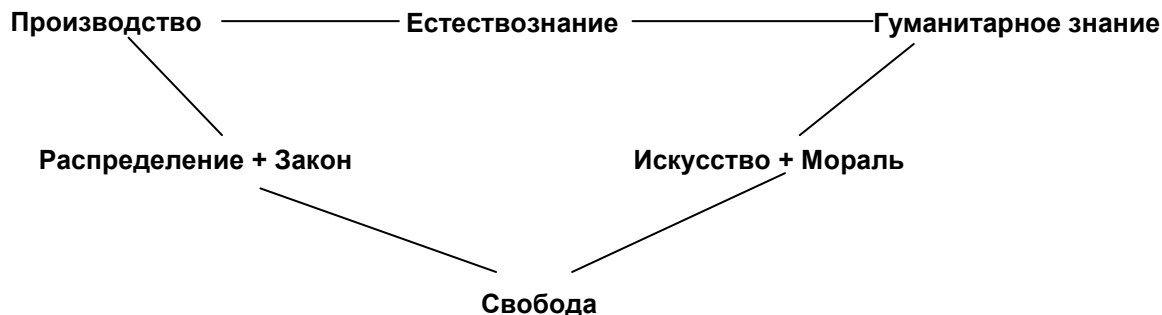 Производство Естествознание Гуманитарное знание
Распределение + Закон Искусство + Мораль
Свобода